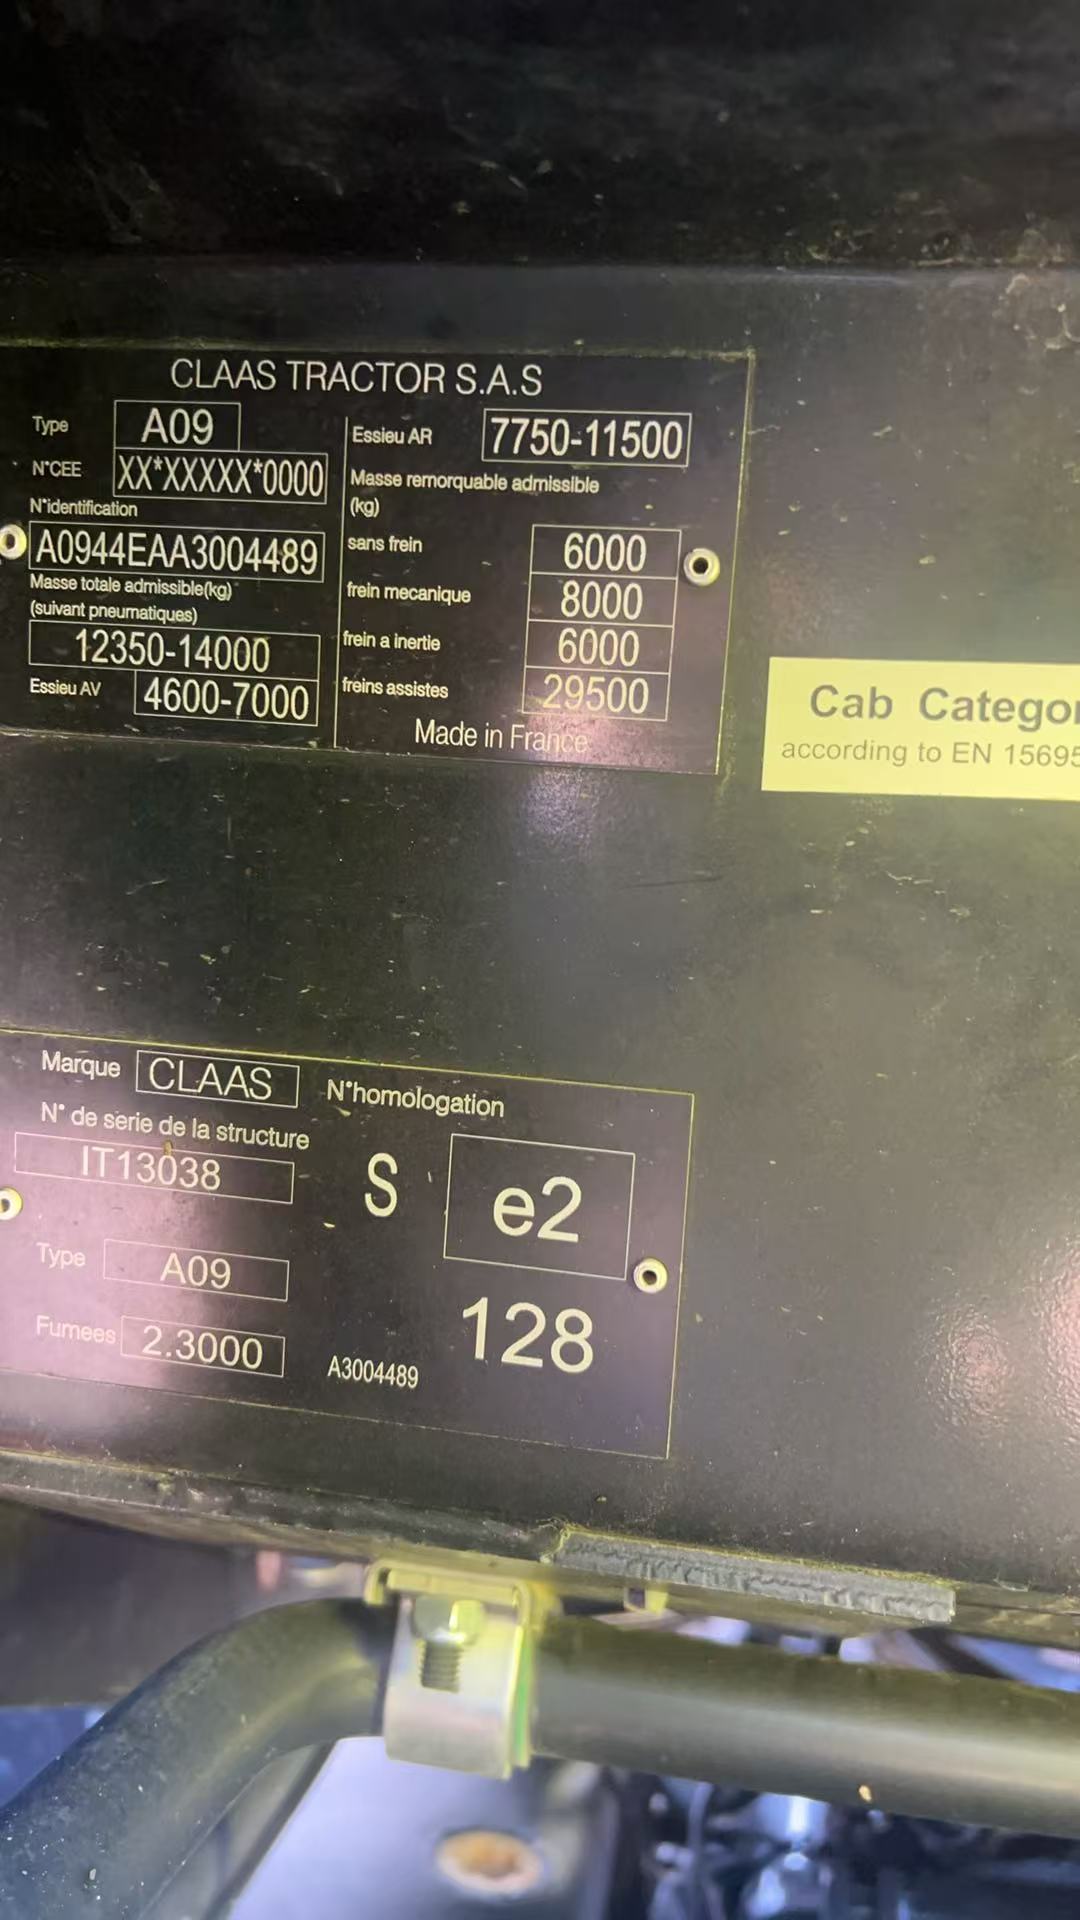 CLAAS TRACTOR S.A.S
Type A09
N°CEE XX*XXXXX*0000
N°identification
A0944EAA3004489
Masse totale admissible(kg)
(suivant pneumatiques)
12350-14000
Essieu AV 4600-7000
Essieu AR 7750-11500
Masse remorquable admissible
(kg)
sans frein 6000
frein mecanique 8000
frein a inertie 6000
freins assistes 29500
Made in France
Cab Categor
according to EN 15695
Marque CLAAS
N° de serie de la structure
IT13038
Type A09
Fumees 2.3000
N°homologation
S e2
128
A3004489